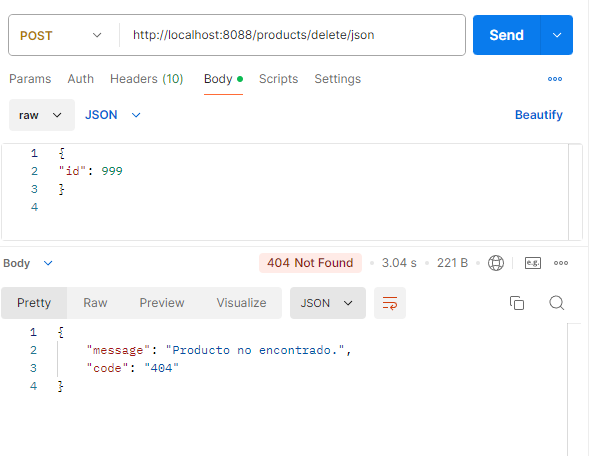 POST http://localhost:8088/products/delete/json Send
Params Auth Headers (10) Body Scripts Settings
raw JSON Beautify
1 {
2 "id": 999
3 }
4
Body 404 Not Found 3.04 s 221 B e.g.
Pretty Raw Preview Visualize JSON
1 {
2 "message": "Producto no encontrado.",
3 "code": "404"
4 }